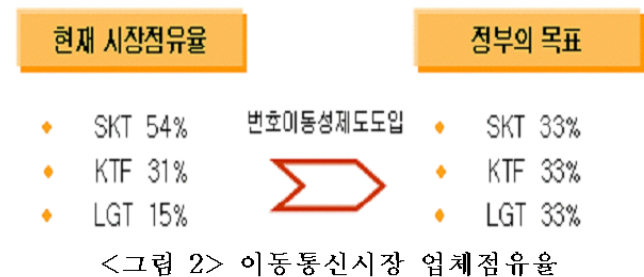 현재 시장점유율
정부의 목표
SKT 54%
KTF 31%
LGT 15%
번호이동성제도도입
SKT 33%
KTF 33%
LGT 33%
<그림 2> 이동통신시장 업체점유율